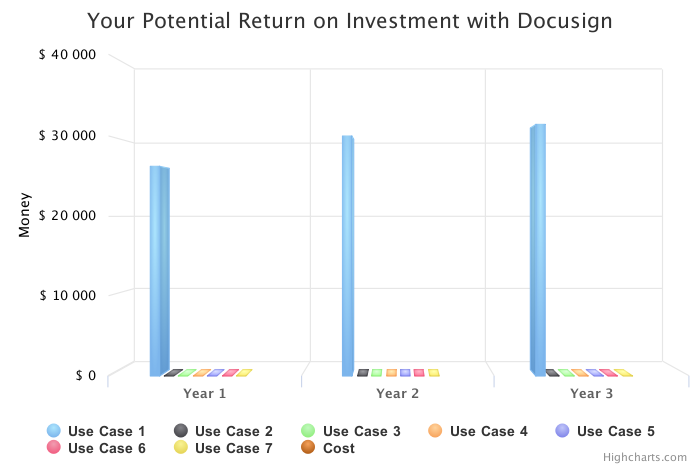 Your Potential Return on Investment with Docusign
$ 40 000
$ 30 000
$ 20 000
$ 10 000
$ 0
Money
Year 1 Year 2 Year 3
Use Case 1 Use Case 2 Use Case 3 Use Case 4 Use Case 5
Use Case 6 Use Case 7 Cost
Highcharts.com